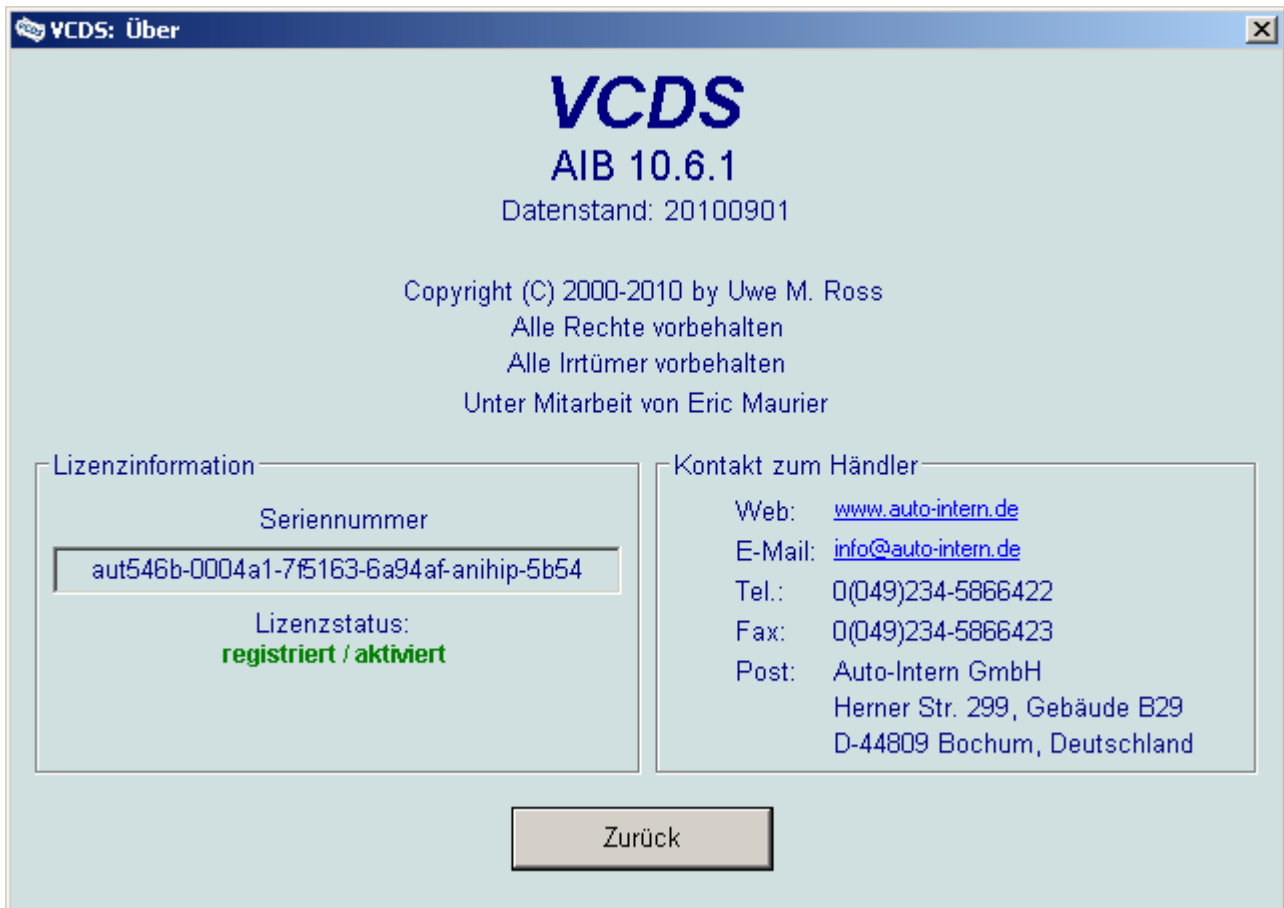 VCDS: Über
VCDS
AIB 10.6.1
Datenstand: 20100901
Copyright (C) 2000-2010 by Uwe M. Ross
Alle Rechte vorbehalten
Alle Irrtümer vorbehalten
Unter Mitarbeit von Eric Maurier
Lizenzinformation
Seriennummer
aut546b-0004a1-7f5163-6a94af-anihip-5b54
Lizenzstatus:
registriert / aktiviert
Kontakt zum Händler
Web: www.auto-intern.de
E-Mail: info@auto-intern.de
Tel.: 0(049)234-5866422
Fax: 0(049)234-5866423
Post: Auto-Intern GmbH
Herner Str. 299, Gebäude B29
D-44809 Bochum, Deutschland
Zurück